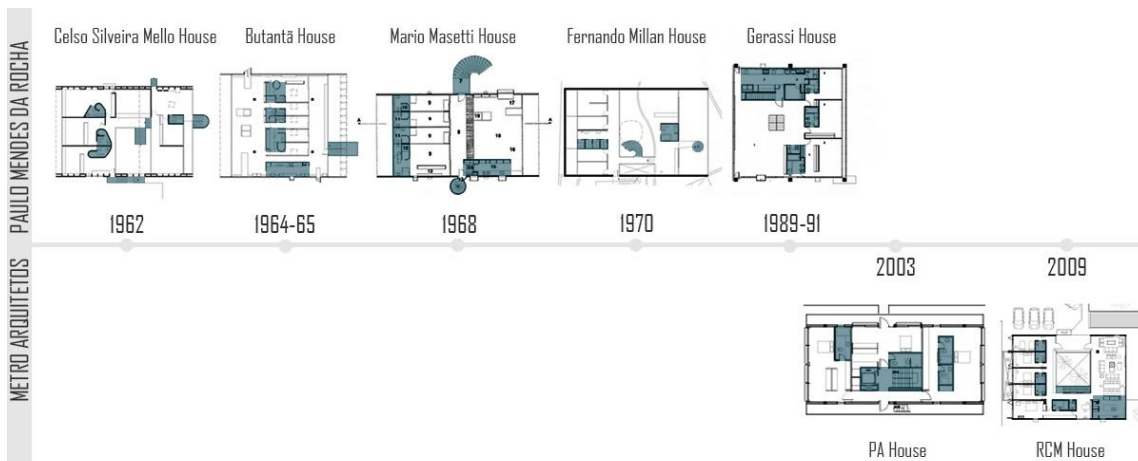 PAULO MENDES DA ROCHA
Celso Silveira Mello House
Butantã House
Mario Masetti House
Fernando Millan House
Gerassi House
1962
1964-65
1968
1970
1989-91
METRO ARQUITETOS
2003
2009
PA House
RCM House